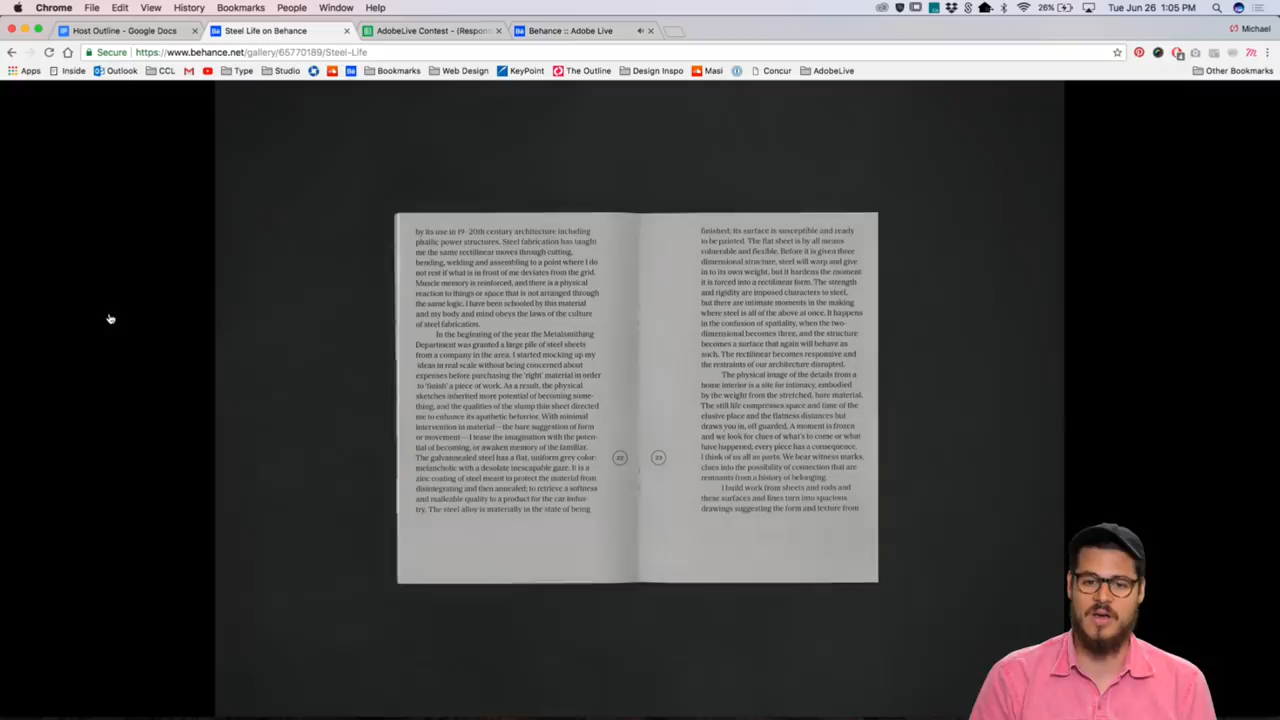 Chrome File Edit View History Bookmarks People Window Help 26% Tue Jun 26 1:05 PM
Host Outline - Google Docs Steel Life on Behance AdobeLive Contest - (Respon Behance :: Adobe Live Michael
Secure https://www.behance.net/gallery/65770189/Steel-Life
Apps Inside Outlook CCL Type Studio Bookmarks Web Design KeyPoint The Outline Design Inspo Masi Concur AdobeLive Other Bookmarks
by its use in 19–20th century architecture including
phallic power structures. Steel fabrication has taught
me the same rectilinear moves through cutting,
bending, welding and assembling to a point where I do
not rest if what is in front of me deviates from the grid.
Muscle memory is reinforced, and there is a physical
reaction to things or space that is not arranged through
the same logic. I have been schooled by this material
and my body and mind obeys the laws of the culture
of steel fabrication.
In the beginning of the year the Metalsmithing
Department was granted a large pile of steel sheets
from a company in the area. I started mocking up my
ideas in real scale without being concerned about
expenses before purchasing the 'right' material in order
to 'finish' a piece of work. As a result, the physical
sketches inherited more potential of becoming some-
thing, and the qualities of the slump thin sheet directed
me to enhance its apathetic behavior. With minimal
intervention in material—the bare suggestion of form
or movement—I tease the imagination with the poten-
tial of becoming, or awaken memory of the familiar.
The galvannealed steel has a flat, uniform grey color:
melancholic with a desolate inescapable gaze. It is a
zinc coating of steel meant to protect the material from
disintegrating and then annealed; to retrieve a softness
and malleable quality to a product for the car indus-
try. The steel alloy is materially in the state of being
22
23
finished; its surface is susceptible and ready
to be painted. The flat sheet is by all means
vulnerable and flexible. Before it is given three
dimensional structure, steel will warp and give
in to its own weight, but it hardens the moment
it is forced into a rectilinear form. The strength
and rigidity are imposed characters to steel,
but there are intimate moments in the making
where steel is all of the above at once. It happens
in the confusion of spatiality, when the two-
dimensional becomes three, and the structure
becomes a surface that again will behave as
such. The rectilinear becomes responsive and
the restraints of our architecture disrupted.
The physical image of the details from a
home interior is a site for intimacy, embodied
by the weight from the stretched, bare material.
The still life compresses space and time of the
elusive place and the flatness distances but
draws you in, off guarded. A moment is frozen
and we look for clues of what's to come or what
have happened; every piece has a consequence.
I think of us all as parts. We bear witness marks,
clues into the possibility of connection that are
remnants from a history of belonging.
I build work from sheets and rods and
these surfaces and lines turn into spacious
drawings suggesting the form and texture from